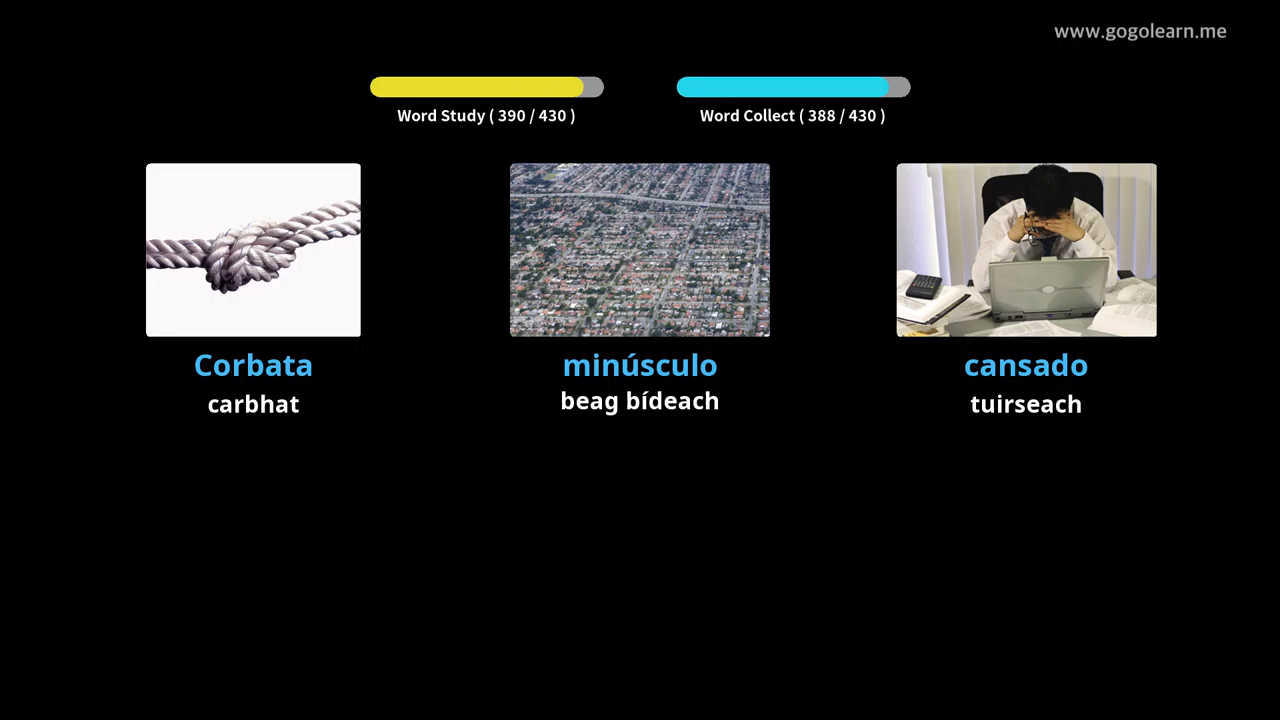 www.gogolearn.me
Word Study ( 390 / 430 )
Word Collect ( 388 / 430 )
Corbata
carbhat
minúsculo
beag bídeach
cansado
tuirseach